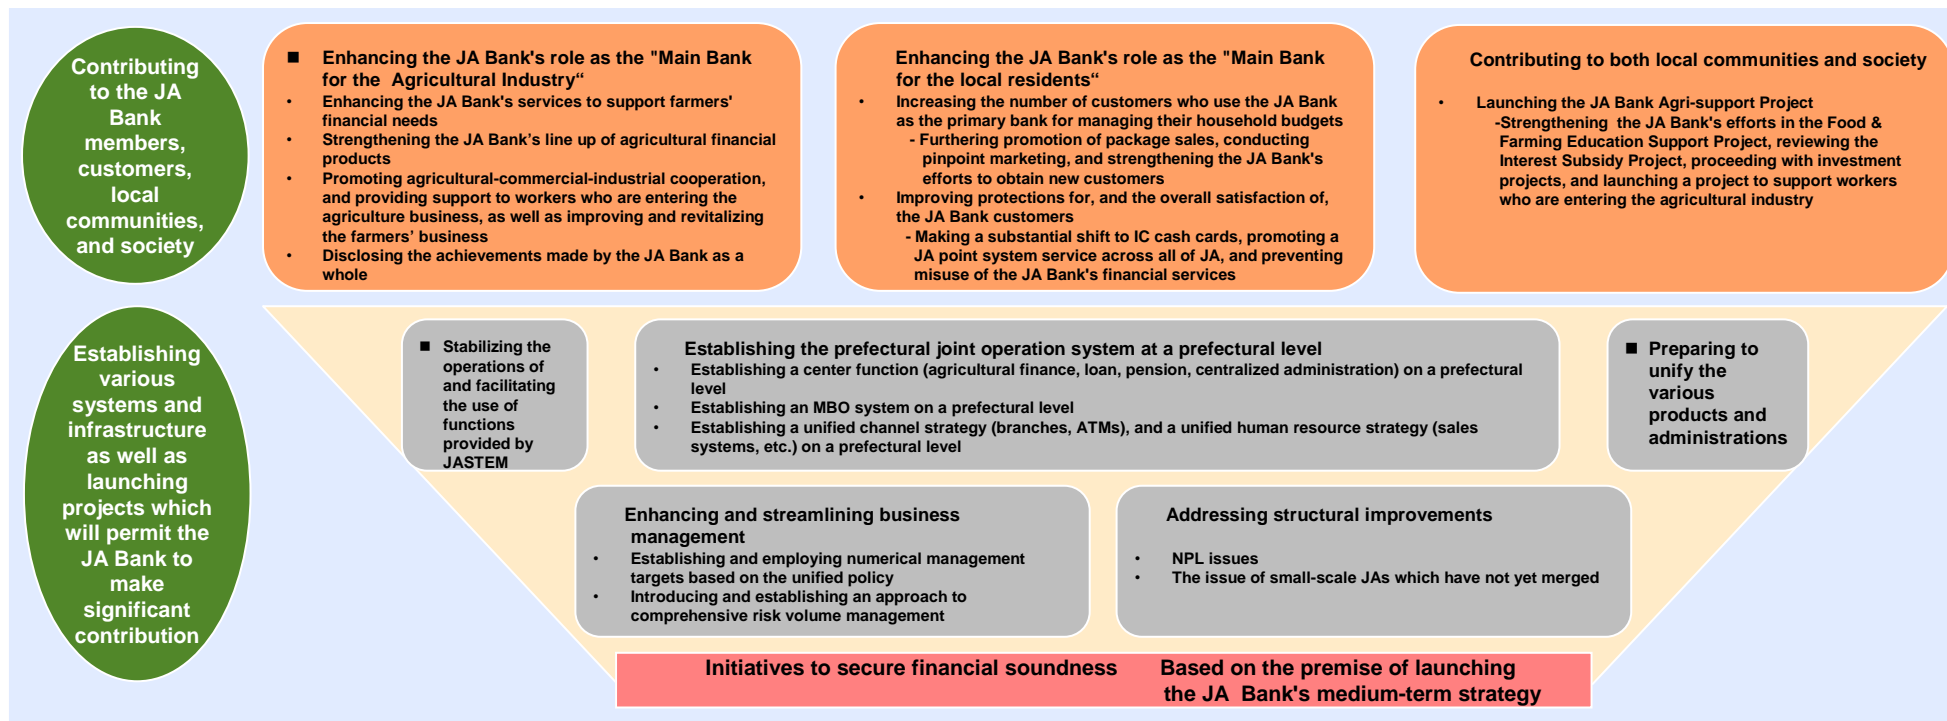 Contributing
to the JA
Bank
members,
customers,
local
communities,
and society
■ Enhancing the JA Bank's role as the "Main Bank
for the Agricultural Industry“
• Enhancing the JA Bank's services to support farmers'
financial needs
• Strengthening the JA Bank’s line up of agricultural financial
products
• Promoting agricultural-commercial-industrial cooperation,
and providing support to workers who are entering the
agriculture business, as well as improving and revitalizing
the farmers’ business
• Disclosing the achievements made by the JA Bank as a
whole
Enhancing the JA Bank's role as the "Main Bank
for the local residents“
• Increasing the number of customers who use the JA Bank
as the primary bank for managing their household budgets
- Furthering promotion of package sales, conducting
pinpoint marketing, and strengthening the JA Bank's
efforts to obtain new customers
• Improving protections for, and the overall satisfaction of,
the JA Bank customers
- Making a substantial shift to IC cash cards, promoting a
JA point system service across all of JA, and preventing
misuse of the JA Bank's financial services
Contributing to both local communities and society
• Launching the JA Bank Agri-support Project
-Strengthening the JA Bank's efforts in the Food &
Farming Education Support Project, reviewing the
Interest Subsidy Project, proceeding with investment
projects, and launching a project to support workers
who are entering the agricultural industry
Establishing
various
systems and
infrastructure
as well as
launching
projects which
will permit the
JA Bank to
make
significant
contribution
■ Stabilizing the
operations of
and facilitating
the use of
functions
provided by
JASTEM
Establishing the prefectural joint operation system at a prefectural level
• Establishing a center function (agricultural finance, loan, pension, centralized administration) on a prefectural
level
• Establishing an MBO system on a prefectural level
• Establishing a unified channel strategy (branches, ATMs), and a unified human resource strategy (sales
systems, etc.) on a prefectural level
■ Preparing to
unify the
various
products and
administrations
Enhancing and streamlining business
management
• Establishing and employing numerical management
targets based on the unified policy
• Introducing and establishing an approach to
comprehensive risk volume management
Addressing structural improvements
• NPL issues
• The issue of small-scale JAs which have not yet merged
Initiatives to secure financial soundness Based on the premise of launching
the JA Bank's medium-term strategy